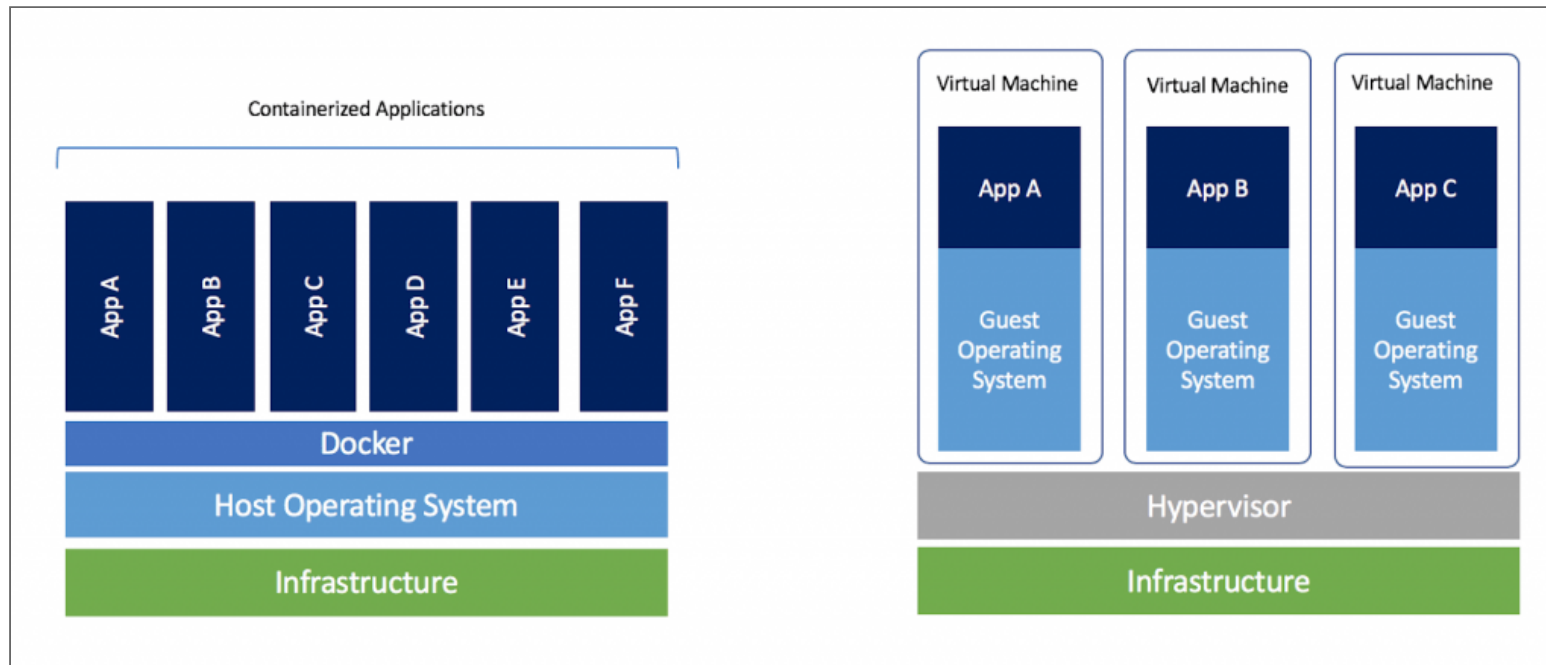 Containerized Applications
App A
App B
App C
App D
App E
App F
Docker
Host Operating System
Infrastructure
Virtual Machine
App A
Guest
Operating
System
Virtual Machine
App B
Guest
Operating
System
Virtual Machine
App C
Guest
Operating
System
Hypervisor
Infrastructure